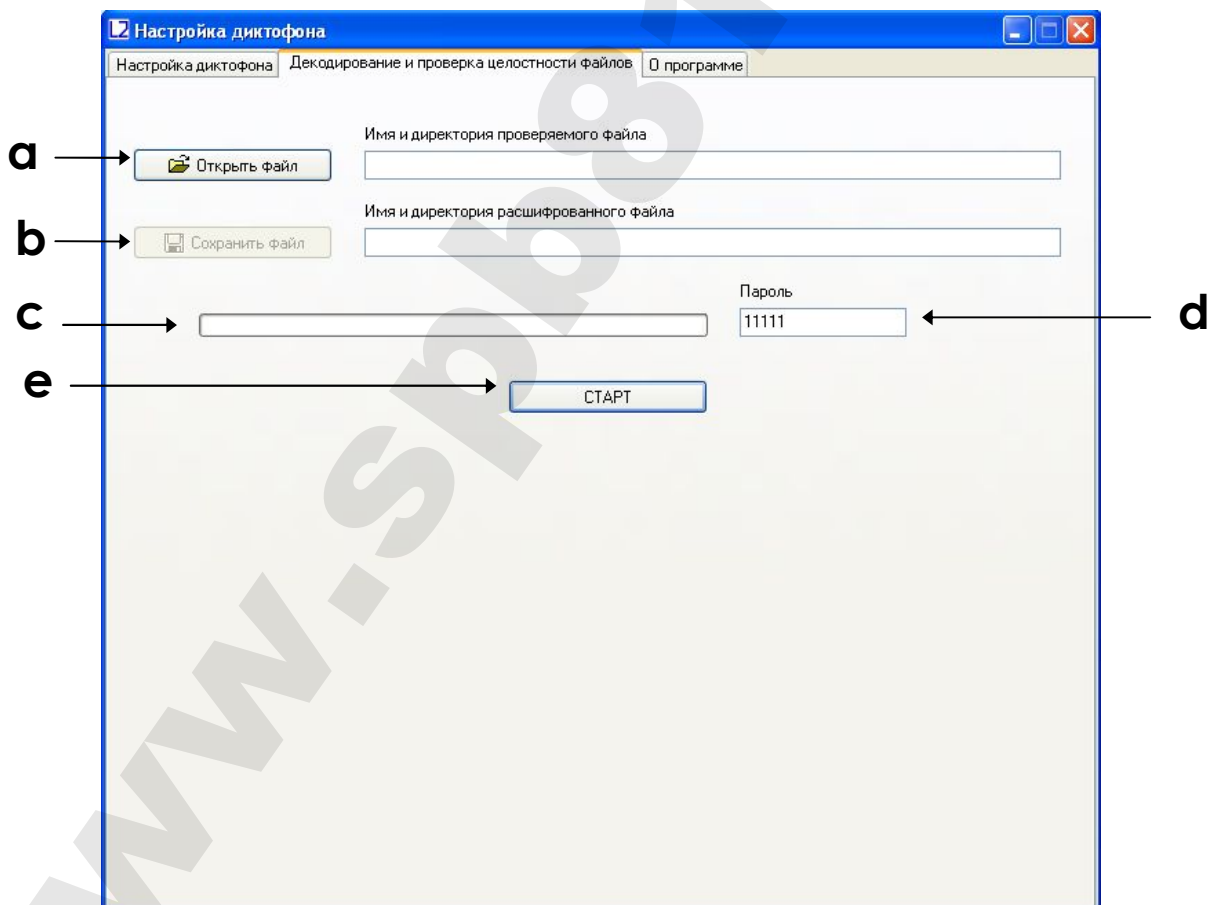 Настройка диктофона
Настройка диктофона Декодирование и проверка целостности файлов О программе
Имя и директория проверяемого файла
a Открыть файл
Имя и директория расшифрованного файла
b Сохранить файл
Пароль
c 11111 d
e СТАРТ
www.spb8